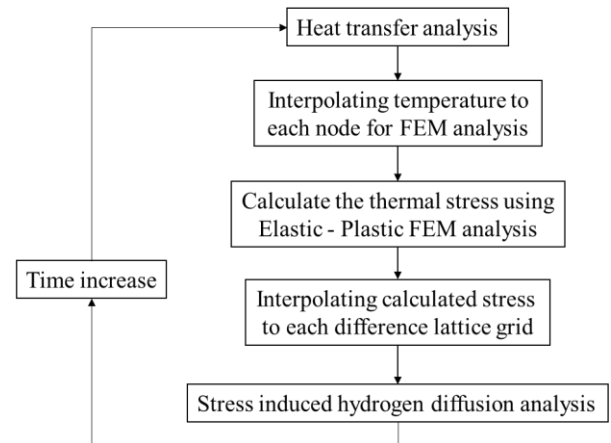 Heat transfer analysis
Interpolating temperature to
each node for FEM analysis
Calculate the thermal stress using
Elastic - Plastic FEM analysis
Time increase
Interpolating calculated stress
to each difference lattice grid
Stress induced hydrogen diffusion analysis